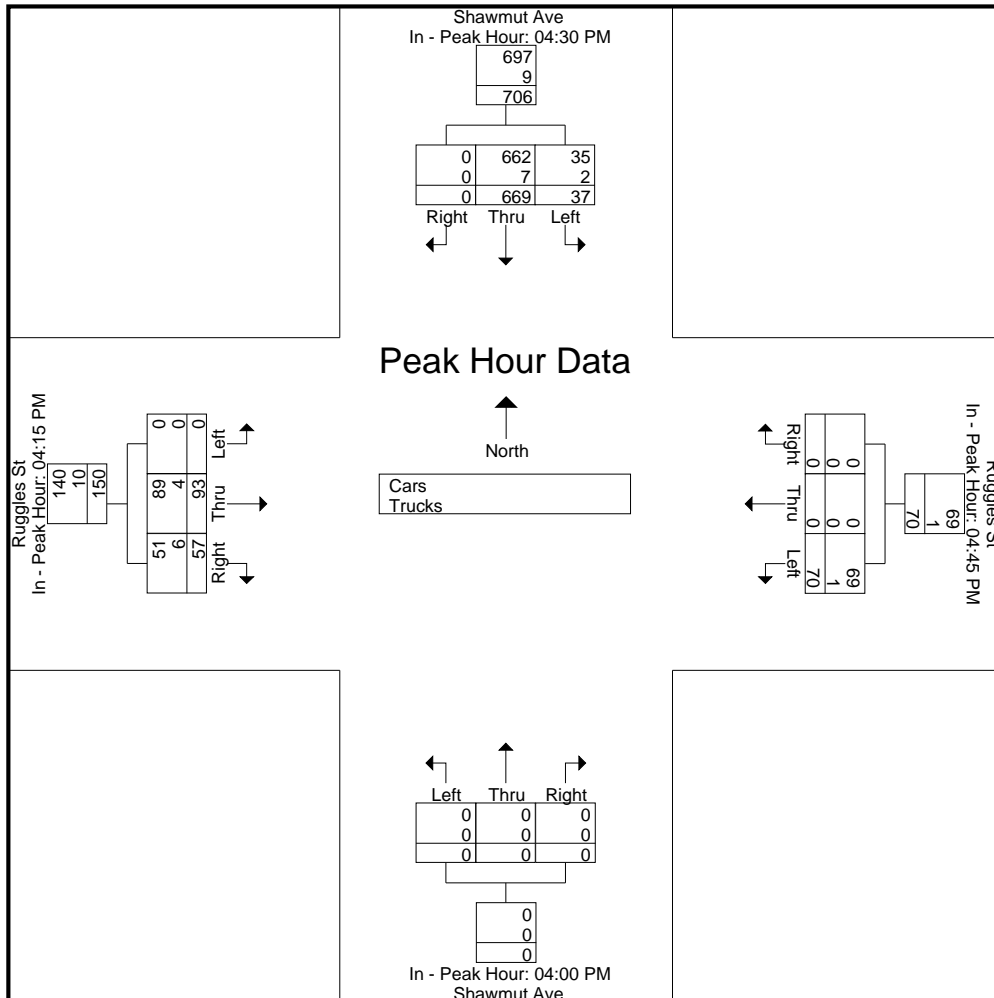 Shawmut Ave
In - Peak Hour: 04:30 PM
697
9
706
0 662 35
0 7 2
0 669 37
Right Thru Left
Peak Hour Data
North
Cars
Trucks
Ruggles St
In - Peak Hour: 04:15 PM
150
10
140
0 93 57
0 4 6
0 89 51
Left Thru Right
Ruggles St
In - Peak Hour: 04:45 PM
69
1
70
0 0 69
0 0 1
0 0 70
Right Thru Left
Left Thru Right
0 0 0
0 0 0
0 0 0
0
0
0
In - Peak Hour: 04:00 PM
Shawmut Ave